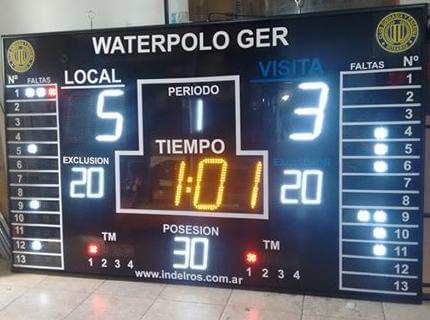 WATERPOLO GER
Nº FALTAS LOCAL VISITA FALTAS Nº
PERIODO
5 1 3
TIEMPO
EXCLUSION EXCLUSION
20 1:01 20
POSESION
TM 30 TM
1 2 3 4 1 2 3 4
www.indelros.com.ar
1
2
3
4
5
6
7
8
9
10
11
12
13
1
2
3
4
5
6
7
8
9
10
11
12
13